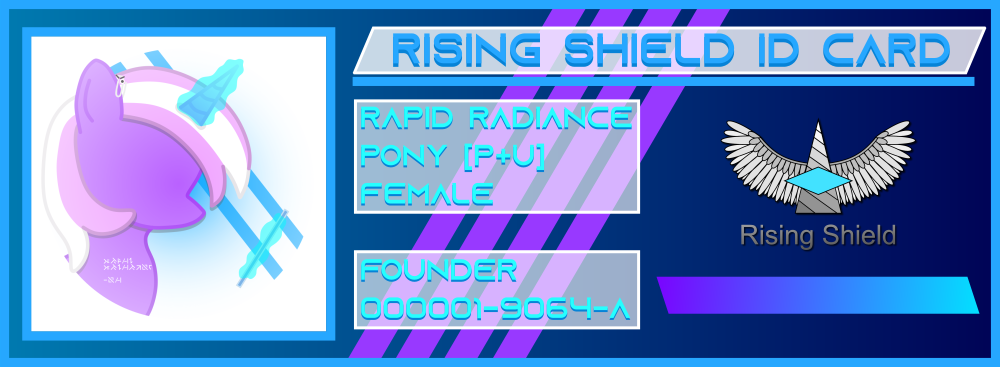 RISING SHIELD ID CARD
RAPID RADIANCE
PONY [P+U]
FEMALE
Rising Shield
FOUNDER
000001-9064-A